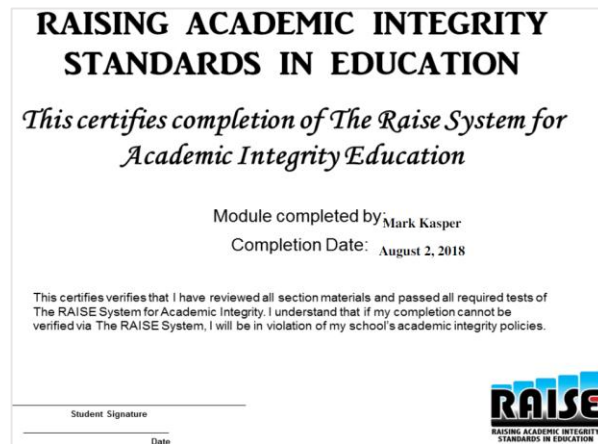 RAISING ACADEMIC INTEGRITY
STANDARDS IN EDUCATION
This certifies completion of The Raise System for
Academic Integrity Education
Module completed by: Mark Kasper
Completion Date: August 2, 2018
This certifies verifies that I have reviewed all section materials and passed all required tests of
The RAISE System for Academic Integrity. I understand that if my completion cannot be
verified via The RAISE System, I will be in violation of my school's academic integrity policies.
Student Signature
Date
RAISE
RAISING ACADEMIC INTEGRITY
STANDARDS IN EDUCATION